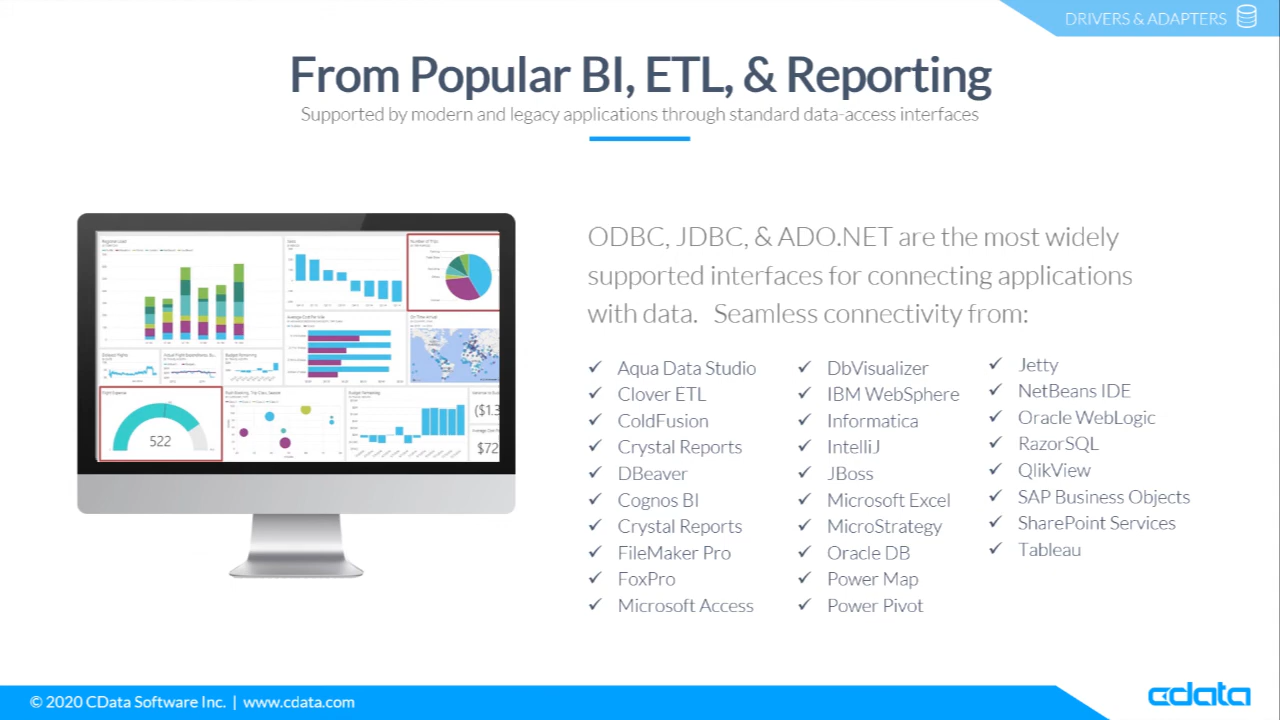 DRIVERS & ADAPTERS
From Popular BI, ETL, & Reporting
Supported by modern and legacy applications through standard data-access interfaces
ODBC, JDBC, & ADO.NET are the most widely
supported interfaces for connecting applications
with data. Seamless connectivity from:
Aqua Data Studio
Clover ETL
ColdFusion
Crystal Reports
DBeaver
Cognos BI
Crystal Reports
FileMaker Pro
FoxPro
Microsoft Access
DbVisualizer
IBM WebSphere
Informatica
IntelliJ
JBoss
Microsoft Excel
MicroStrategy
Oracle DB
Power Map
Power Pivot
Jetty
NetBeans IDE
Oracle WebLogic
RazorSQL
QlikView
SAP Business Objects
SharePoint Services
Tableau
522
($1.3
$72
© 2020 CData Software Inc. | www.cdata.com
cdata